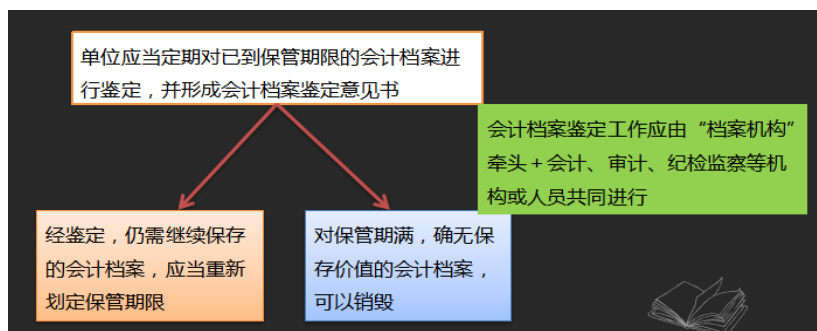 单位应当定期对已到保管期限的会计档案进
行鉴定，并形成会计档案鉴定意见书
会计档案鉴定工作应由“档案机构”
牵头＋会计、审计、纪检监察等机
构或人员共同进行
经鉴定，仍需继续保存
的会计档案，应当重新
划定保管期限
对保管期满，确无保
存价值的会计档案，
可以销毁